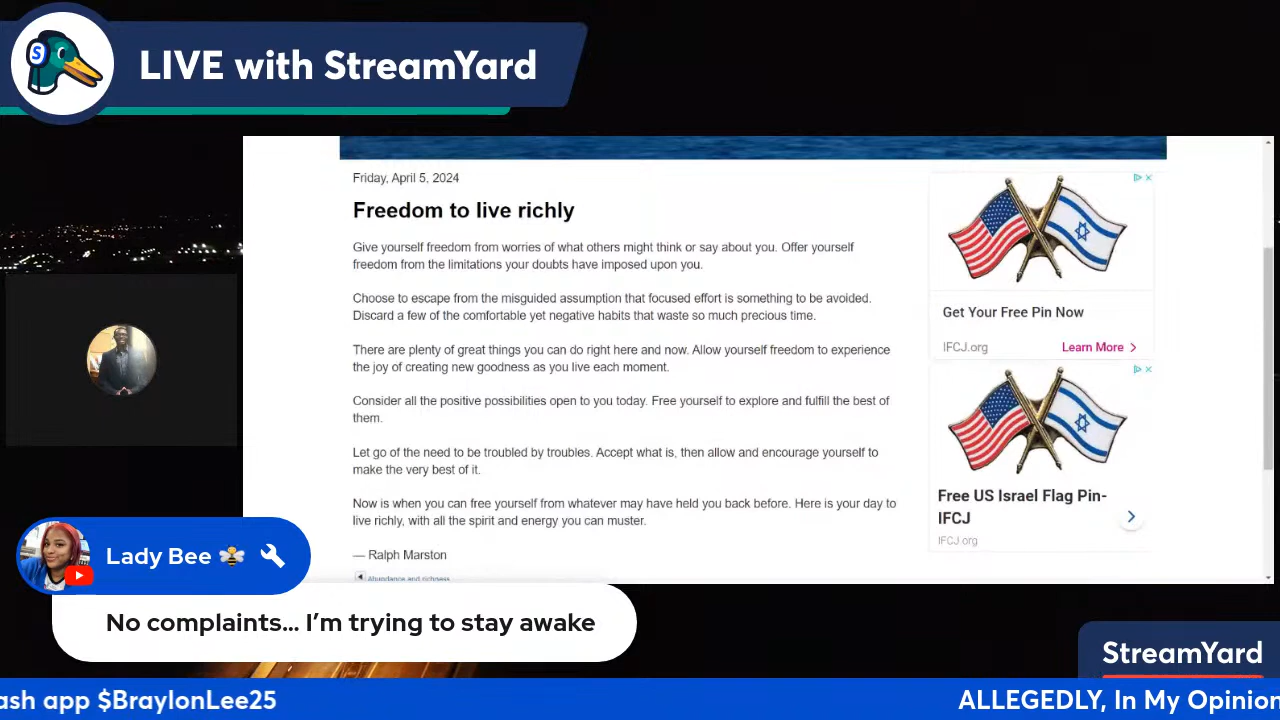 LIVE with StreamYard
Friday, April 5, 2024
Freedom to live richly
Give yourself freedom from worries of what others might think or say about you. Offer yourself
freedom from the limitations your doubts have imposed upon you.
Choose to escape from the misguided assumption that focused effort is something to be avoided.
Discard a few of the comfortable yet negative habits that waste so much precious time.
There are plenty of great things you can do right here and now. Allow yourself freedom to experience
the joy of creating new goodness as you live each moment.
Consider all the positive possibilities open to you today. Free yourself to explore and fulfill the best of
them.
Let go of the need to be troubled by troubles. Accept what is, then allow and encourage yourself to
make the very best of it.
Now is when you can free yourself from whatever may have held you back before. Here is your day to
live richly, with all the spirit and energy you can muster.
— Ralph Marston
Abundance and richness
Get Your Free Pin Now
IFCJ.org
Learn More
Free US Israel Flag Pin-
IFCJ
IFCJ.org
Lady Bee 🐝
No complaints... I’m trying to stay awake
StreamYard
ash app $BraylonLee25
ALLEGEDLY, In My Opinion